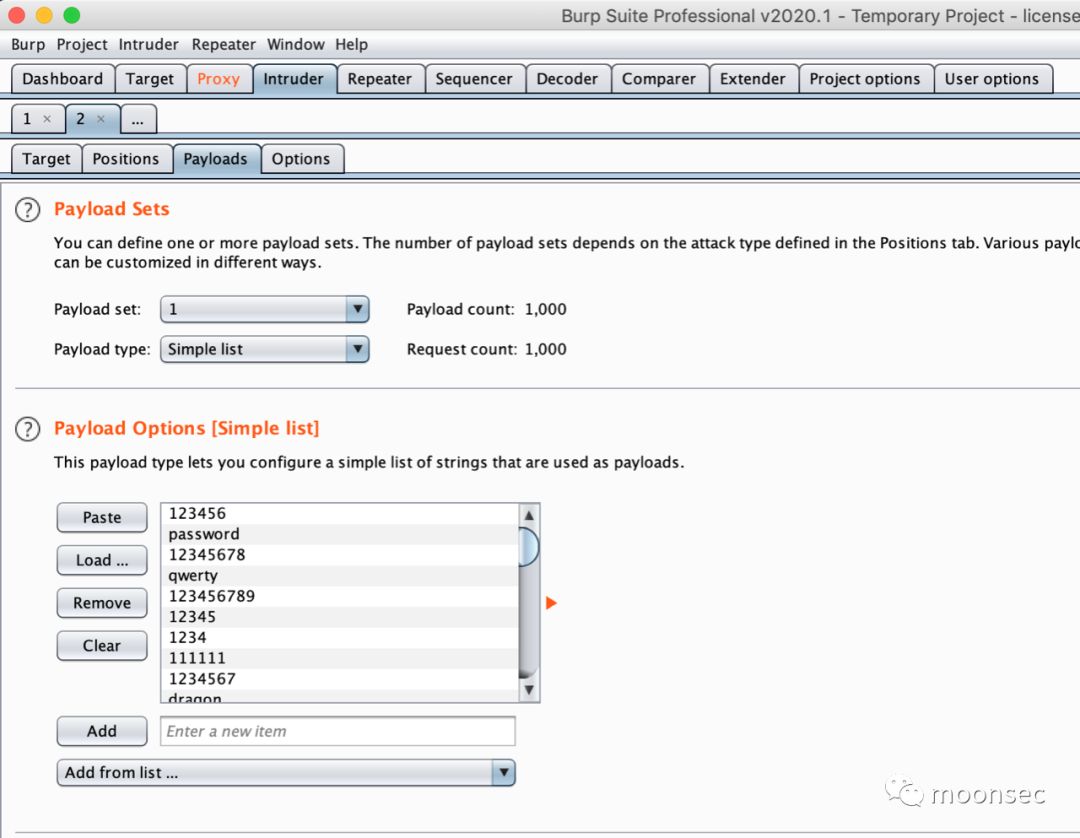 Burp Suite Professional v2020.1 - Temporary Project - license
Burp Project Intruder Repeater Window Help
Dashboard Target Proxy Intruder Repeater Sequencer Decoder Comparer Extender Project options User options
1 × 2 × ...
Target Positions Payloads Options
? Payload Sets
You can define one or more payload sets. The number of payload sets depends on the attack type defined in the Positions tab. Various paylo
can be customized in different ways.
Payload set: 1 Payload count: 1,000
Payload type: Simple list Request count: 1,000
? Payload Options [Simple list]
This payload type lets you configure a simple list of strings that are used as payloads.
Paste
Load ...
Remove
Clear
123456
password
12345678
qwerty
123456789
12345
1234
111111
1234567
dragon
Add Enter a new item
Add from list ...
moonsec